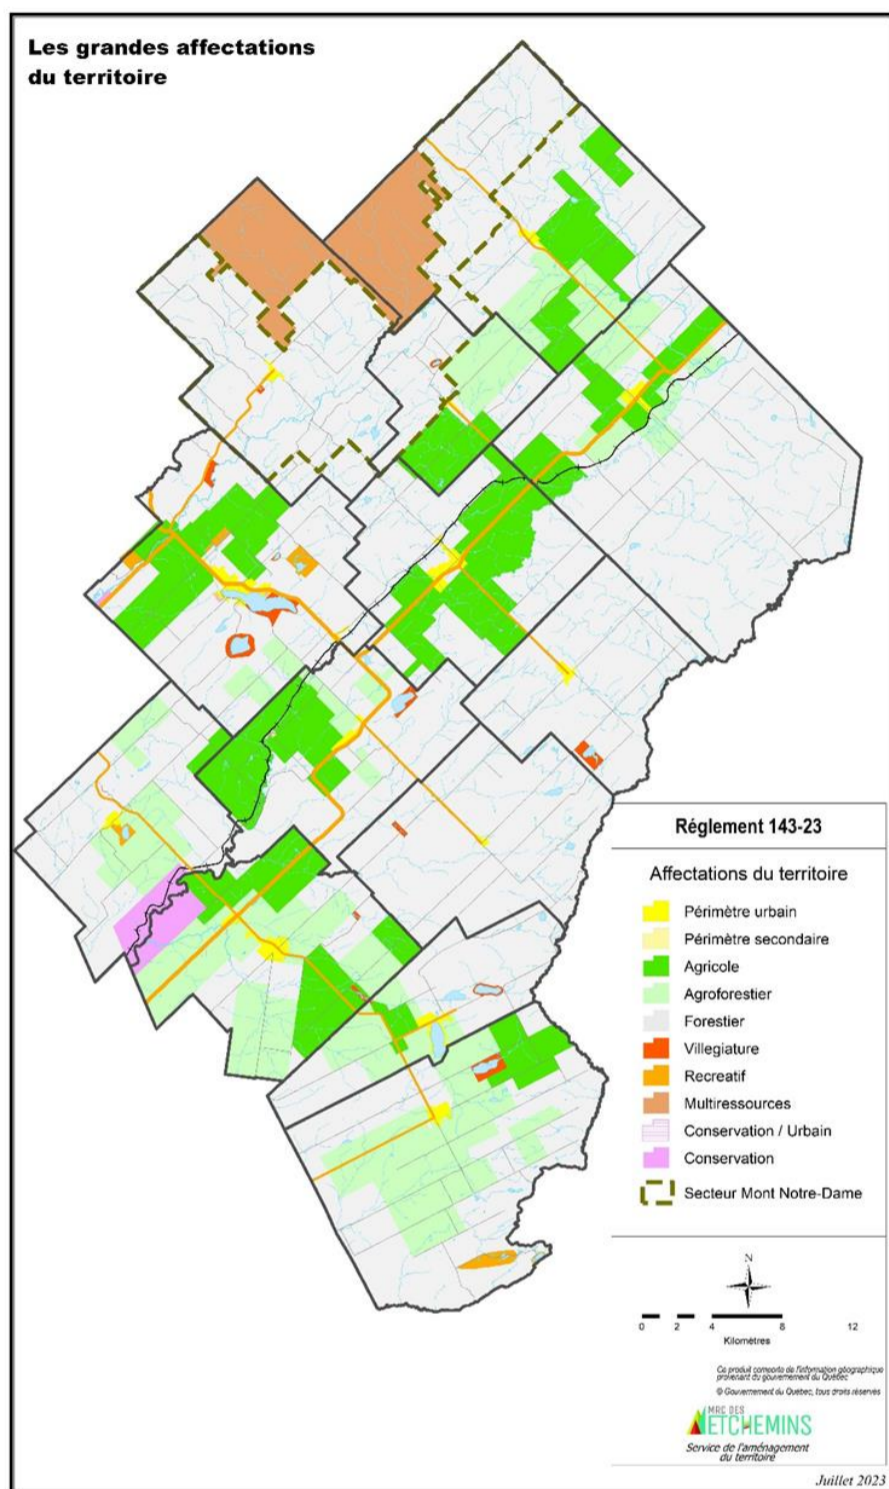 Les grandes affectations
du territoire
Réglement 143-23
Affectations du territoire
Périmètre urbain
Périmètre secondaire
Agricole
Agroforestier
Forestier
Villegiature
Recreatif
Multiressources
Conservation / Urbain
Conservation
Secteur Mont Notre-Dame
N
0 2 4 8 12
Kilomètres
Ce produit comporte de l'information géographique
provenant du gouvernement du Québec
© Gouvernement du Québec, tous droits réservés
MRC DES
ETCHEMINS
Service de l'aménagement
du territoire
Juillet 2023